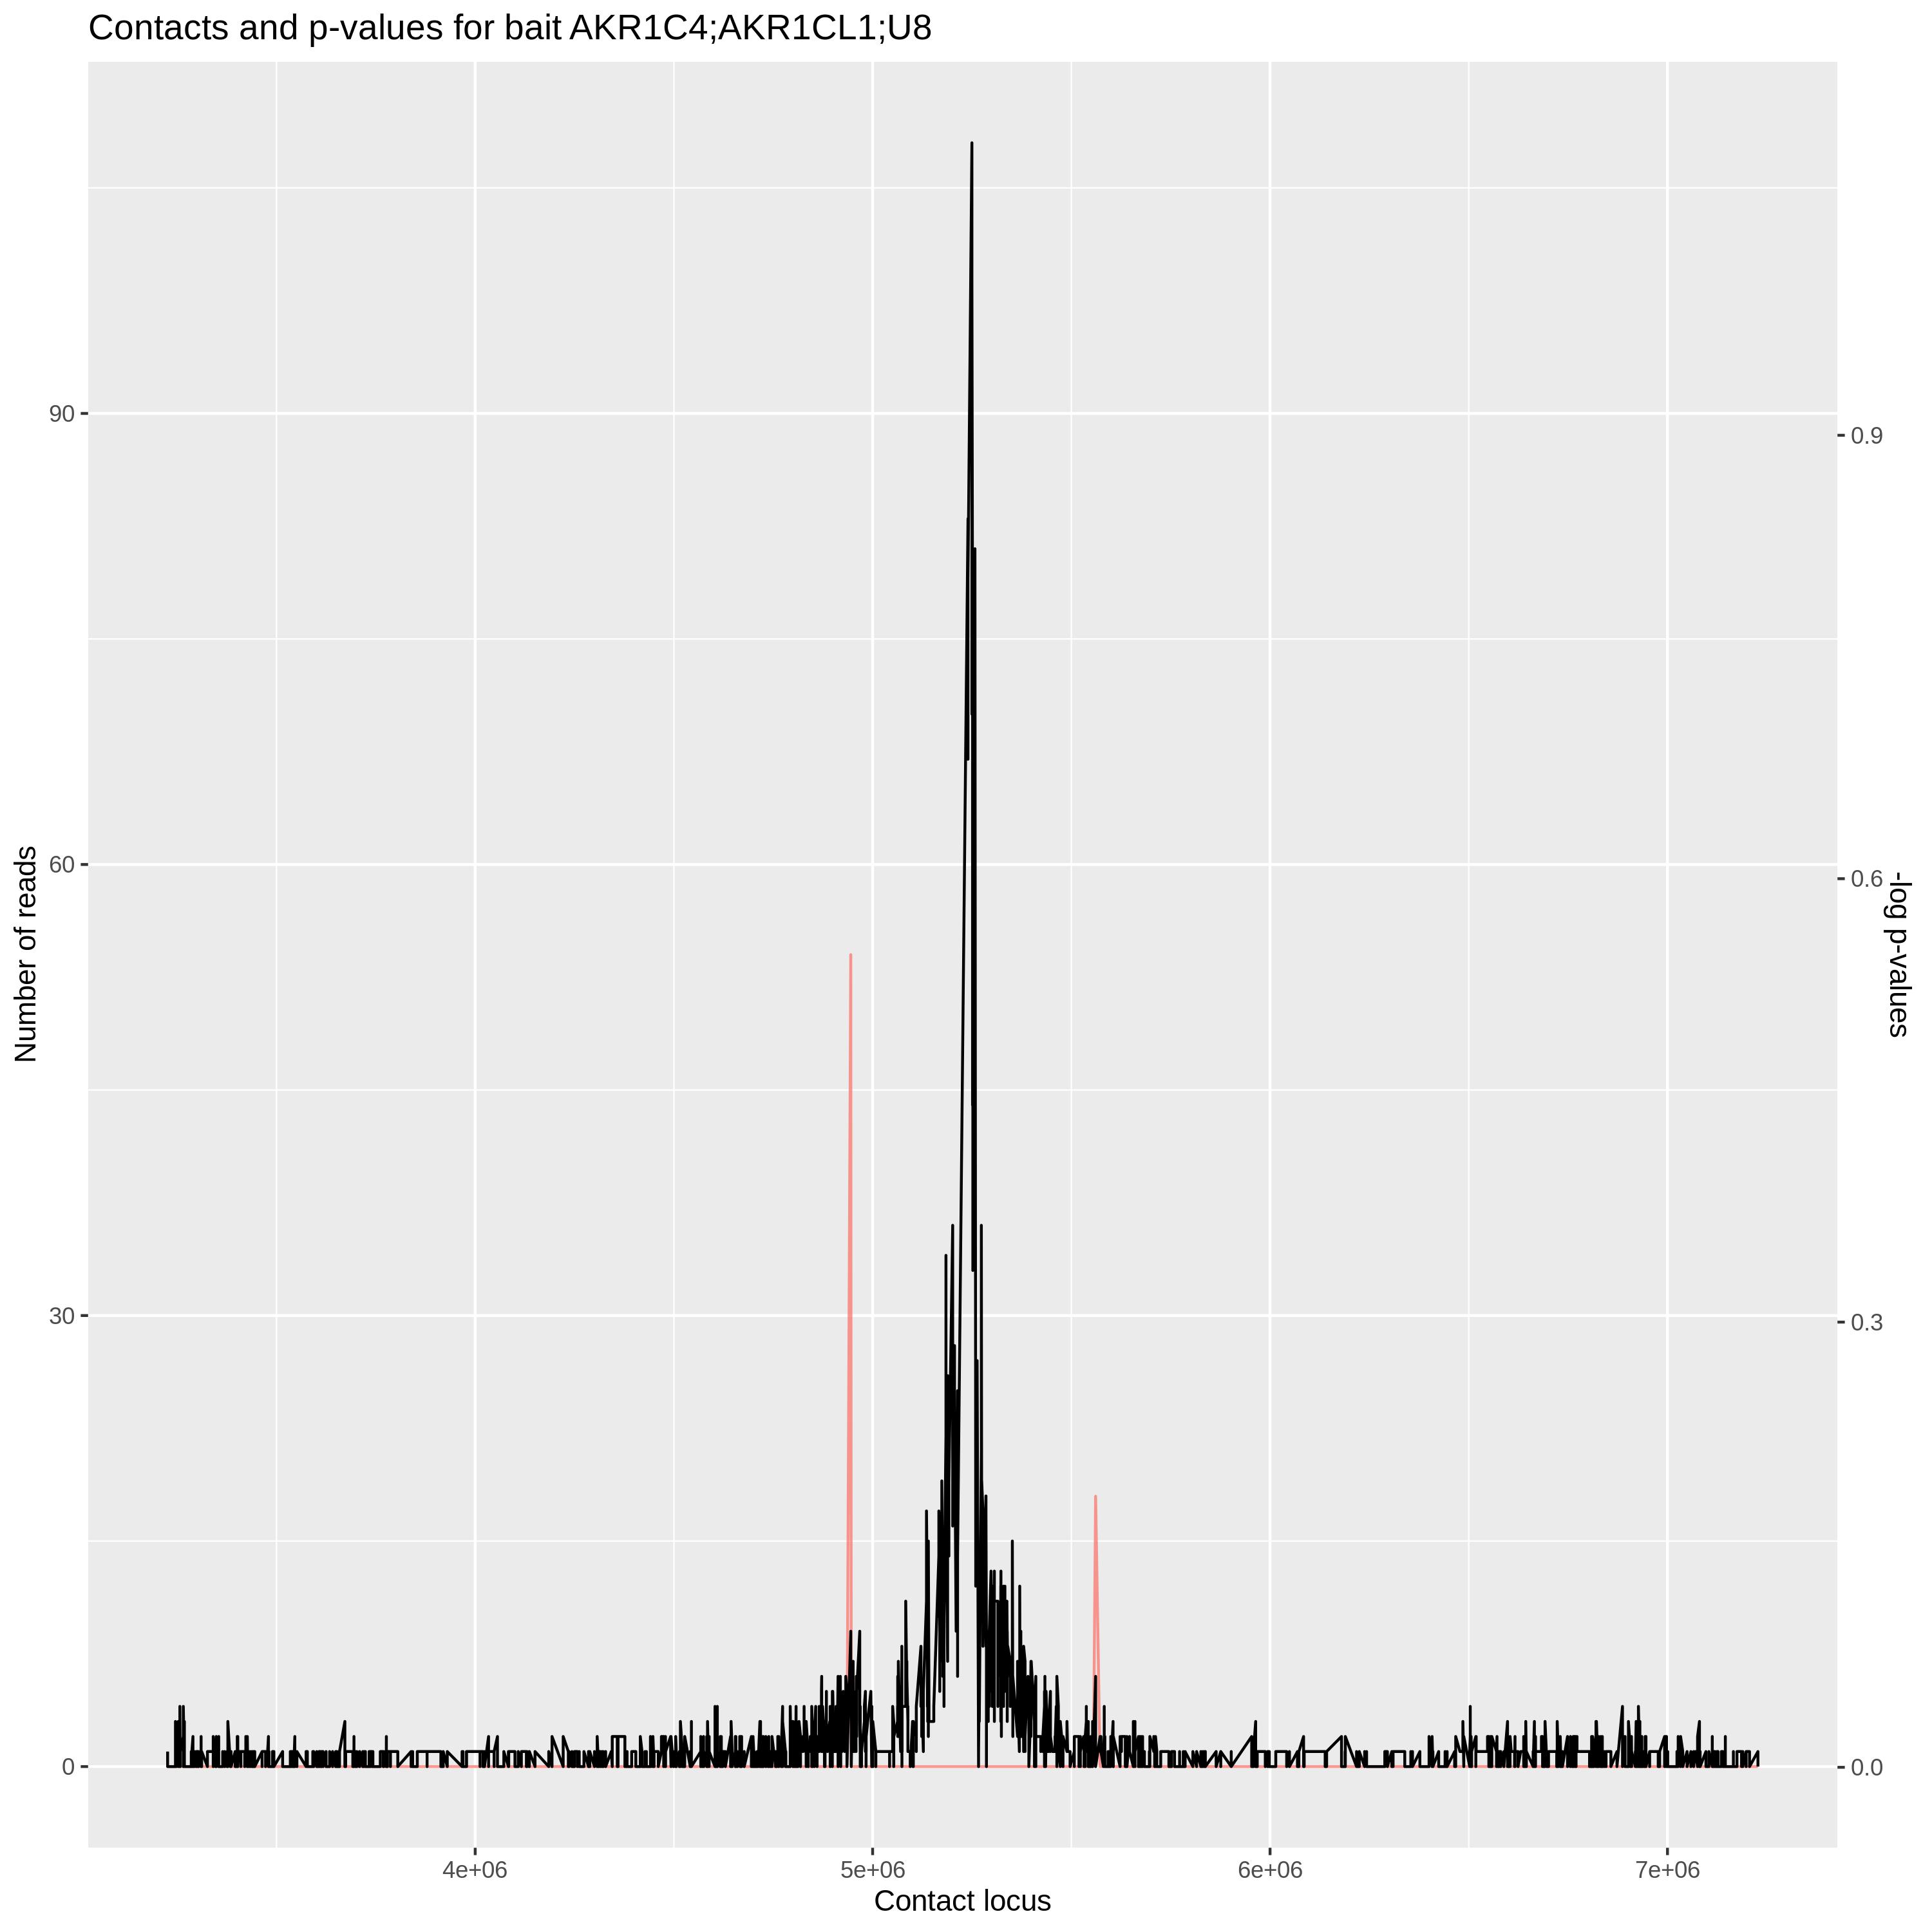 Contacts and p-values for bait AKR1C4;AKR1CL1;U8
90
60
30
0
0.9
0.6
0.3
0.0
Number of reads
-log p-values
4e+06
5e+06
6e+06
7e+06
Contact locus